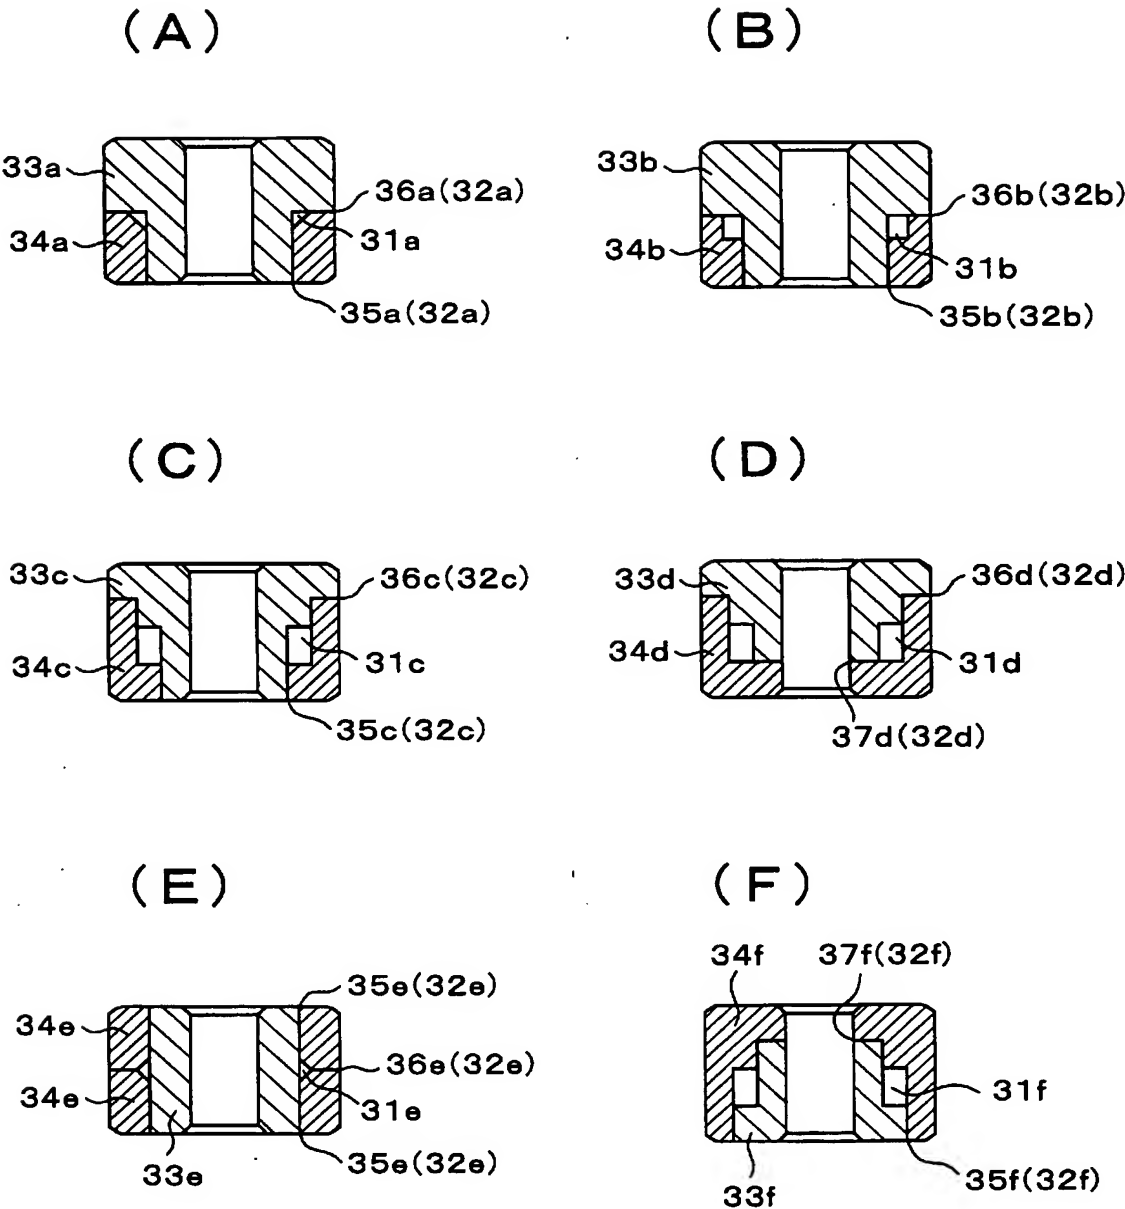 (A)
33a
36a(32a)
34a
31a
35a(32a)
(B)
33b
36b(32b)
34b
31b
35b(32b)
(C)
33c
36c(32c)
34c
31c
35c(32c)
(D)
33d
36d(32d)
34d
31d
37d(32d)
(E)
35e(32e)
34e
36e(32e)
34e
31e
33e
35e(32e)
(F)
34f
37f(32f)
31f
33f
35f(32f)